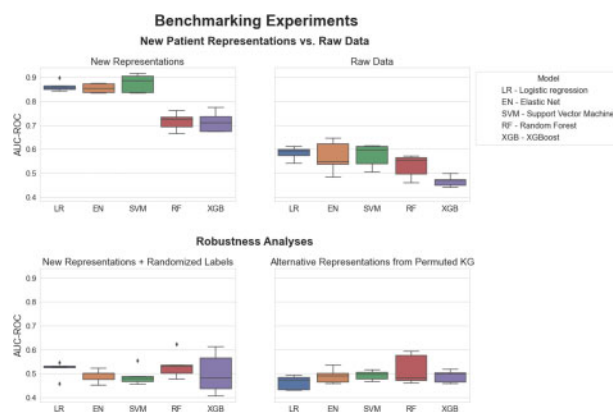 Benchmarking Experiments
New Patient Representations vs. Raw Data
New Representations
Raw Data
AUC-ROC
0.9
0.8
0.7
0.6
0.5
0.4
LR EN SVM RF XGB
LR EN SVM RF XGB
Model
LR - Logistic regression
EN - Elastic Net
SVM - Support Vector Machine
RF - Random Forest
XGB - XGBoost
Robustness Analyses
New Representations + Randomized Labels
Alternative Representations from Permuted KG
AUC-ROC
0.9
0.8
0.7
0.6
0.5
0.4
LR EN SVM RF XGB
LR EN SVM RF XGB